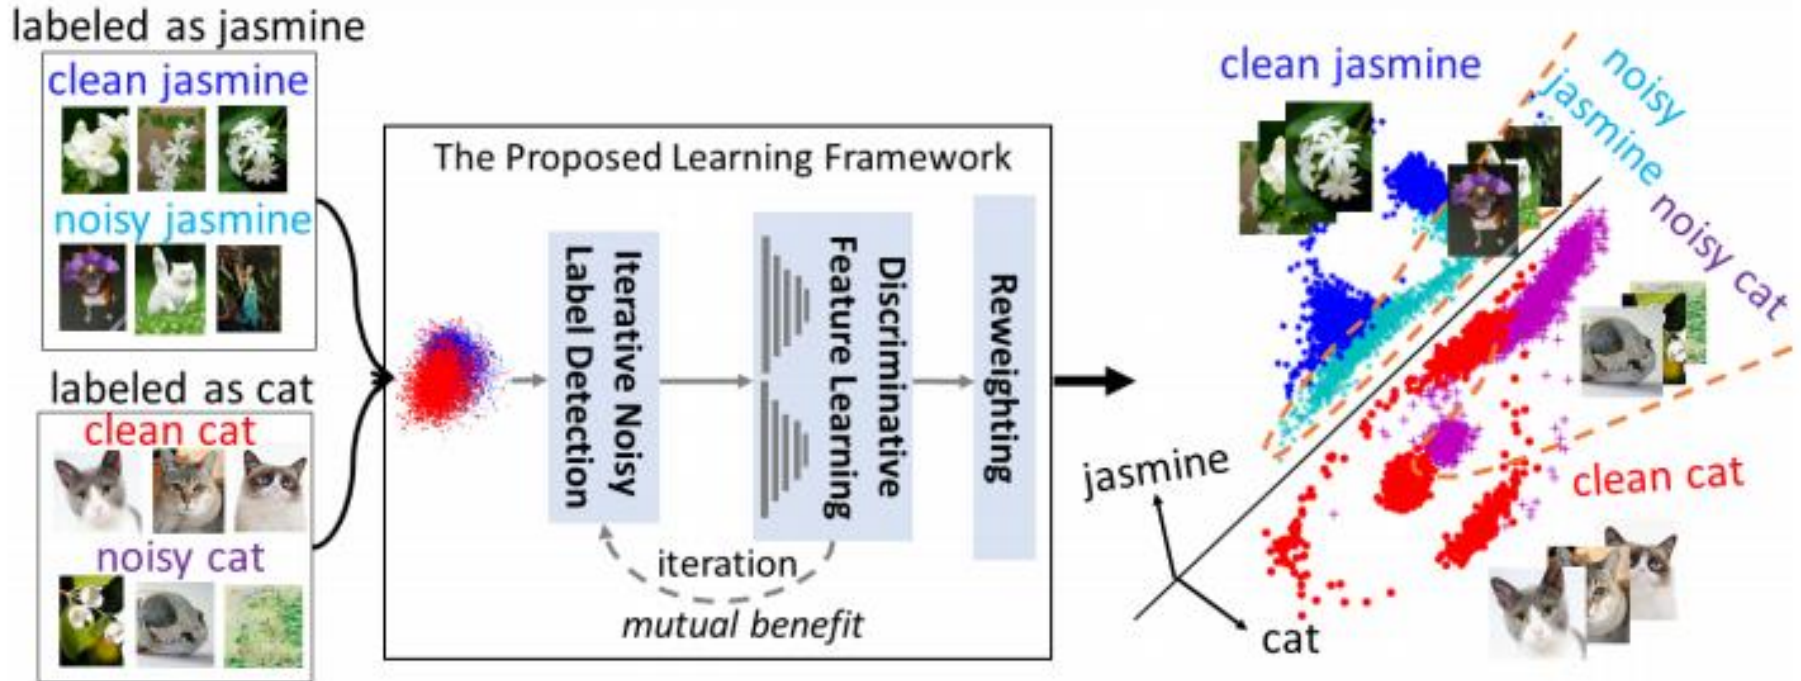 labeled as jasmine
clean jasmine
noisy jasmine
labeled as cat
clean cat
noisy cat
The Proposed Learning Framework
Iterative Noisy
Label Detection
Discriminative
Feature Learning
Reweighting
iteration
mutual benefit
clean jasmine
noisy
jasmine
noisy cat
clean cat
jasmine
cat